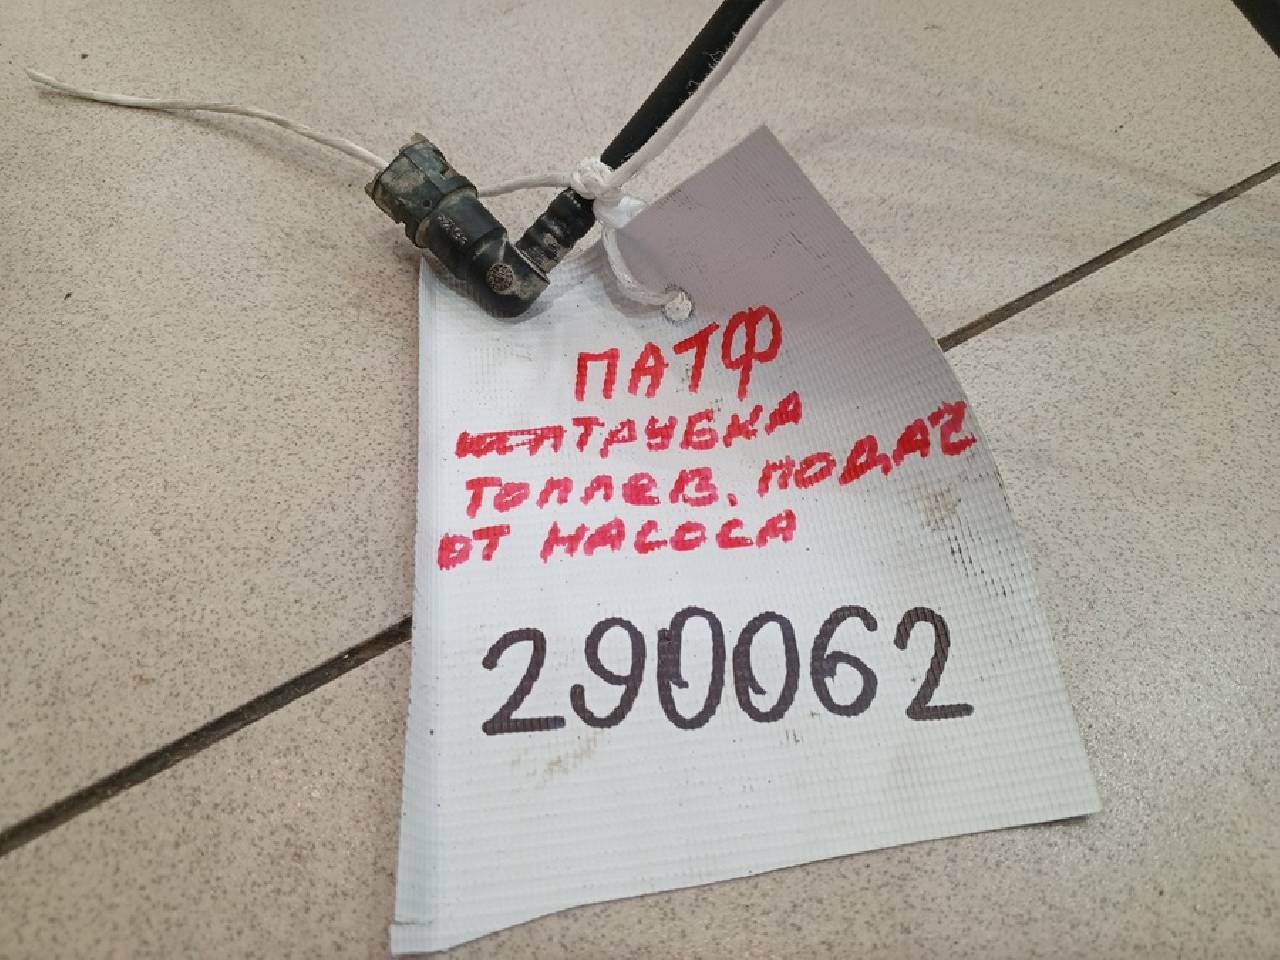 ПАТФ
ТРУБКА
ТОПЛЕВ. ПОДАЧ
ОТ НАСОСА
290062